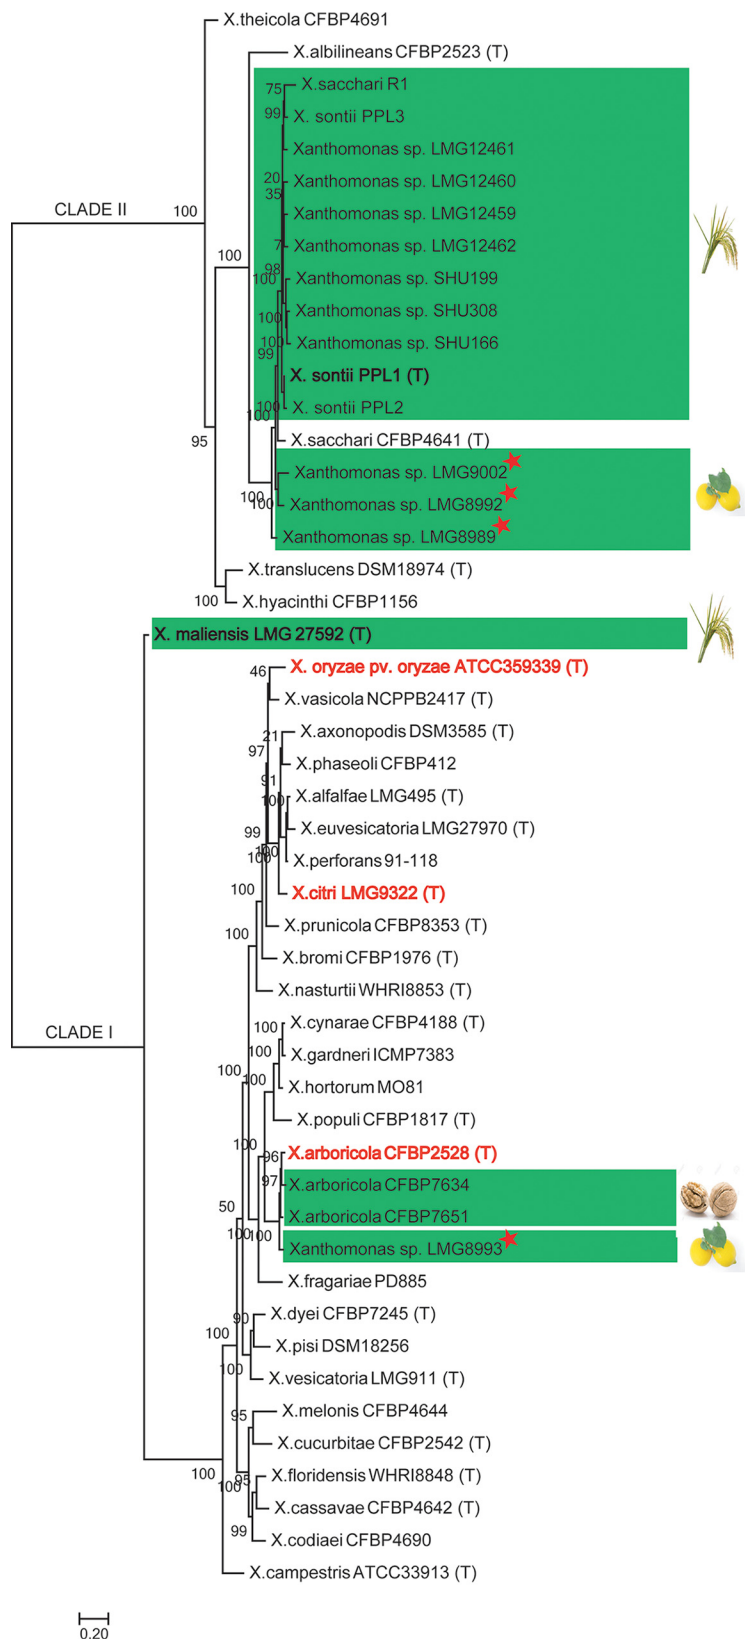 X.theicola CFBP4691
X.albilineans CFBP2523 (T)
75
X.sacchari R1
99
X. sontii PPL3
Xanthomonas sp. LMG12461
20
Xanthomonas sp. LMG12460
35
CLADE II
100
Xanthomonas sp. LMG12459
7
Xanthomonas sp. LMG12462
100
98
100
Xanthomonas sp. SHU199
Xanthomonas sp. SHU308
100
100
Xanthomonas sp. SHU166
99
X. sontii PPL1 (T)
100
X. sontii PPL2
100
95
X.sacchari CFBP4641 (T)
Xanthomonas sp. LMG9002
100
100
Xanthomonas sp. LMG8992
Xanthomonas sp. LMG8989
X.translucens DSM18974 (T)
100
X.hyacinthi CFBP1156
X. maliensis LMG 27592 (T)
46
X. oryzae pv. oryzae ATCC359339 (T)
X.vasicola NCPPB2417 (T)
21
X.axonopodis DSM3585 (T)
97
X.phaseoli CFBP412
91
100
X.alfalfae LMG495 (T)
99
X.euvesicatoria LMG27970 (T)
100
100
X.perforans 91-118
100
X.citri LMG9322 (T)
X.prunicola CFBP8353 (T)
100
X.bromi CFBP1976 (T)
X.nasturtii WHRI8853 (T)
CLADE I
100
X.cynarae CFBP4188 (T)
100
X.gardneri ICMP7383
100
100
X.hortorum MO81
X.populi CFBP1817 (T)
100
96
X.arboricola CFBP2528 (T)
97
X.arboricola CFBP7634
50
X.arboricola CFBP7651
100
100
Xanthomonas sp. LMG8993
X.fragariae PD885
90
X.dyei CFBP7245 (T)
100
X.pisi DSM18256
100
X.vesicatoria LMG911 (T)
95
X.melonis CFBP4644
X.cucurbitae CFBP2542 (T)
100
100
95
X.floridensis WHRI8848 (T)
X.cassavae CFBP4642 (T)
99
X.codiaei CFBP4690
X.campestris ATCC33913 (T)
0.20